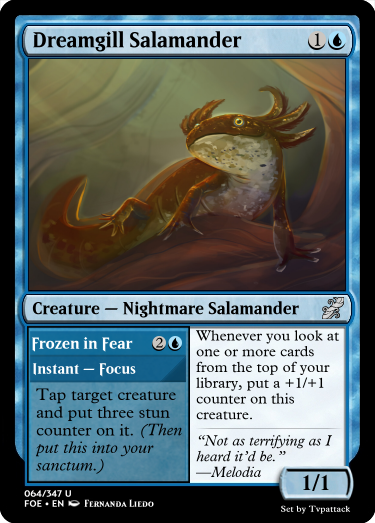 Dreamgill Salamander 1
Creature — Nightmare Salamander
Frozen in Fear 2
Instant — Focus
Tap target creature
and put three stun
counter on it. (Then
put this into your
sanctum.)
Whenever you look at
one or more cards
from the top of your
library, put a +1/+1
counter on this
creature.
“Not as terrifying as I
heard it’d be.”
—Melodia
1/1
064/347 U
FOE • EN Fernanda Liedo
Set by Tvpattack